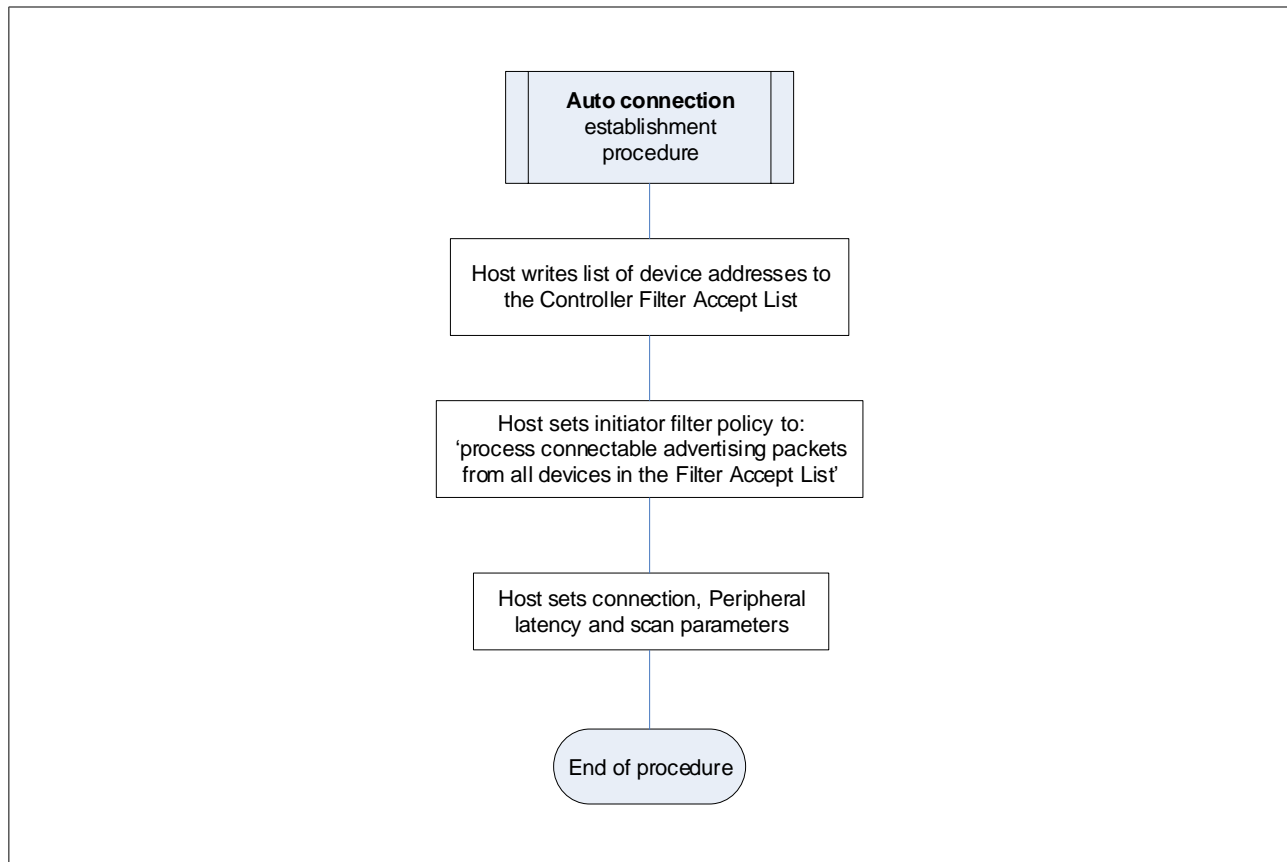 Auto connection
establishment
procedure
Host writes list of device addresses to
the Controller Filter Accept List
Host sets initiator filter policy to:
‘process connectable advertising packets
from all devices in the Filter Accept List’
Host sets connection, Peripheral
latency and scan parameters
End of procedure